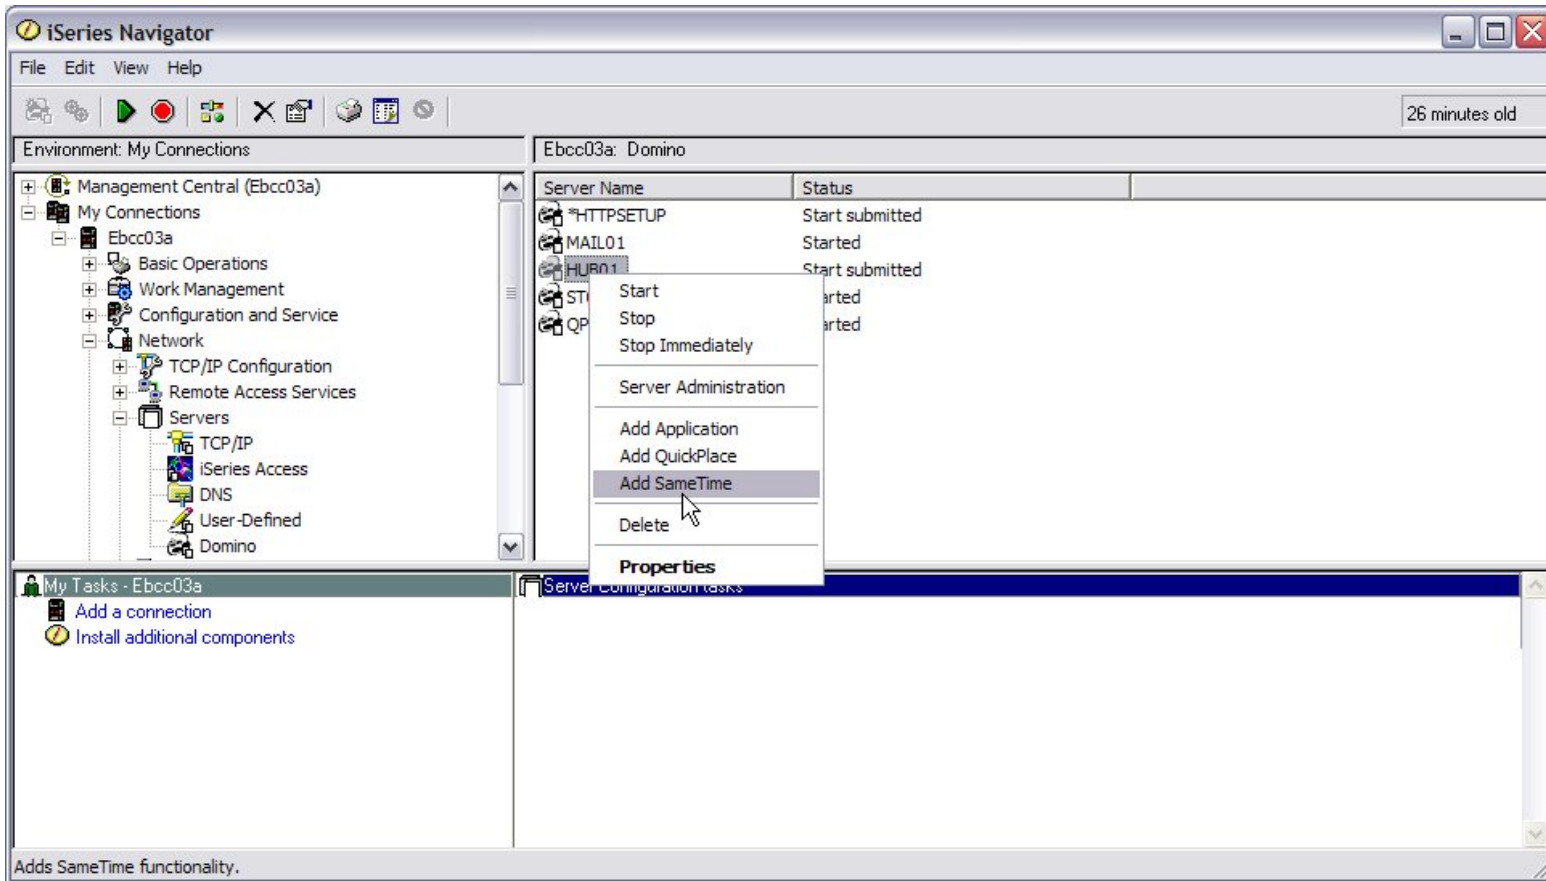 iSeries Navigator
File Edit View Help
26 minutes old
Environment: My Connections
Ebcc03a: Domino
Management Central (Ebcc03a)
My Connections
Ebcc03a
Basic Operations
Work Management
Configuration and Service
Network
TCP/IP Configuration
Remote Access Services
Servers
TCP/IP
iSeries Access
DNS
User-Defined
Domino
Server Name Status
*HTTPSETUP Start submitted
MAIL01 Started
HUB01 Start submitted
Start
Stop
Stop Immediately
Server Administration
Add Application
Add QuickPlace
Add SameTime
Delete
Properties
My Tasks - Ebcc03a
Add a connection
Install additional components
Server Configuration tasks
Adds SameTime functionality.